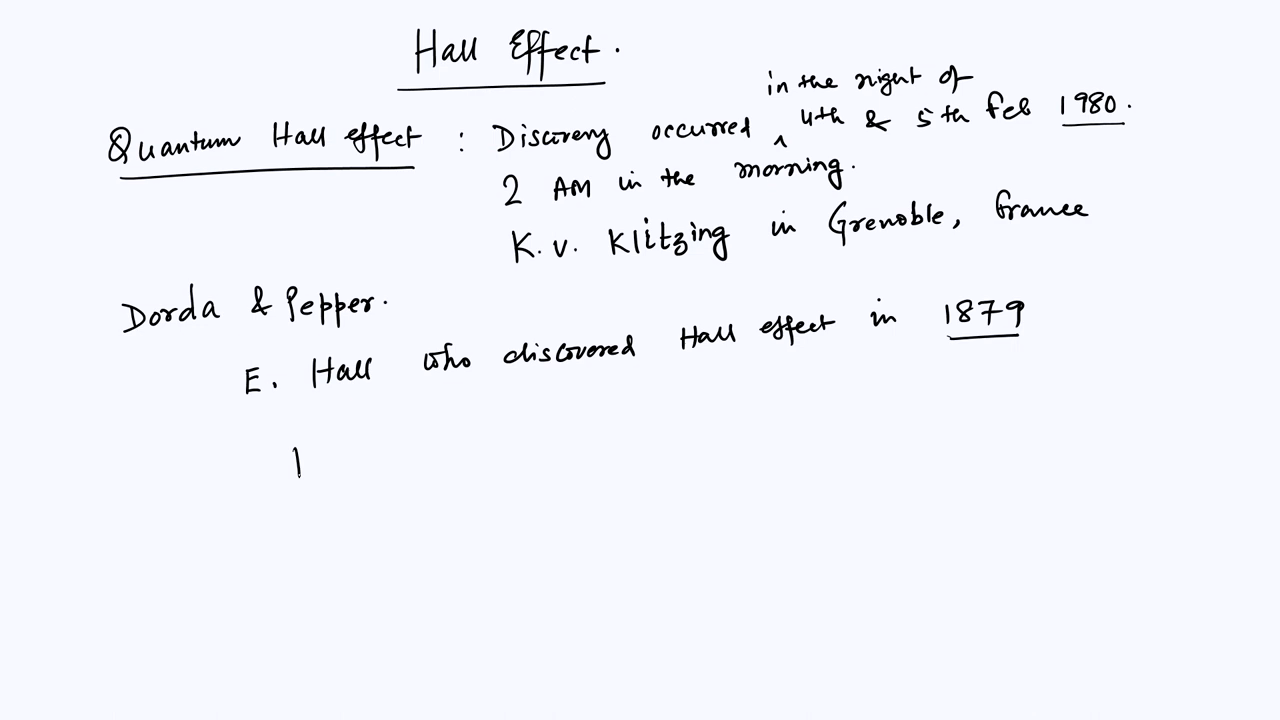 Hall Effect.
in the night of
Quantum Hall effect : Discovery occurred ^ 4th & 5th Feb 1980.
2 AM in the morning.
K. v. Klitzing in Grenoble, France
Dorda & Pepper.
E. Hall who discovered Hall effect in 1879